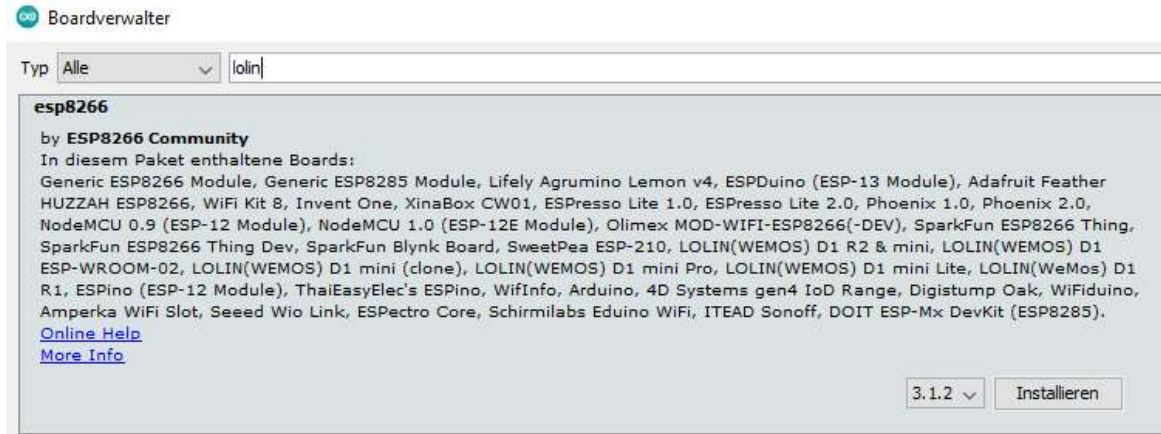 Boardverwalter
Typ Alle lolin
esp8266
by ESP8266 Community
In diesem Paket enthaltene Boards:
Generic ESP8266 Module, Generic ESP8285 Module, Lifely Agrumino Lemon v4, ESPDuino (ESP-13 Module), Adafruit Feather
HUZZAH ESP8266, WiFi Kit 8, Invent One, XinaBox CW01, ESPresso Lite 1.0, ESPresso Lite 2.0, Phoenix 1.0, Phoenix 2.0,
NodeMCU 0.9 (ESP-12 Module), NodeMCU 1.0 (ESP-12E Module), Olimex MOD-WIFI-ESP8266(-DEV), SparkFun ESP8266 Thing,
SparkFun ESP8266 Thing Dev, SparkFun Blynk Board, SweetPea ESP-210, LOLIN(WEMOS) D1 R2 & mini, LOLIN(WEMOS) D1
ESP-WROOM-02, LOLIN(WEMOS) D1 mini (clone), LOLIN(WEMOS) D1 mini Pro, LOLIN(WEMOS) D1 mini Lite, LOLIN(WeMos) D1
R1, ESPino (ESP-12 Module), ThaiEasyElec's ESPino, WifInfo, Arduino, 4D Systems gen4 IoD Range, Digistump Oak, WiFiduino,
Amperka WiFi Slot, Seeed Wio Link, ESPectro Core, Schirmilabs Eduino WiFi, ITEAD Sonoff, DOIT ESP-Mx DevKit (ESP8285).
Online Help
More Info
3.1.2 Installieren